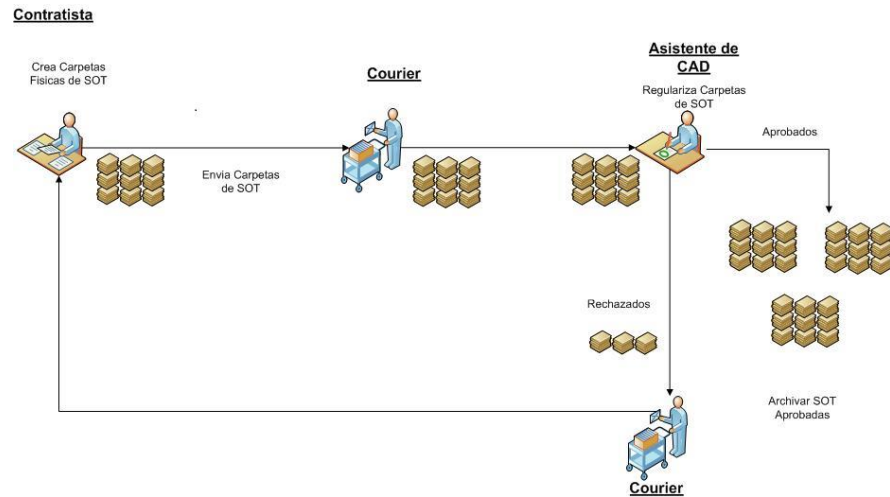 Contratista
Crea Carpetas
Fisicas de SOT
Courier
Asistente de
CAD
Regulariza Carpetas
de SOT
Aprobados
Envia Carpetas
de SOT
Rechazados
Archivar SOT
Aprobadas
Courier